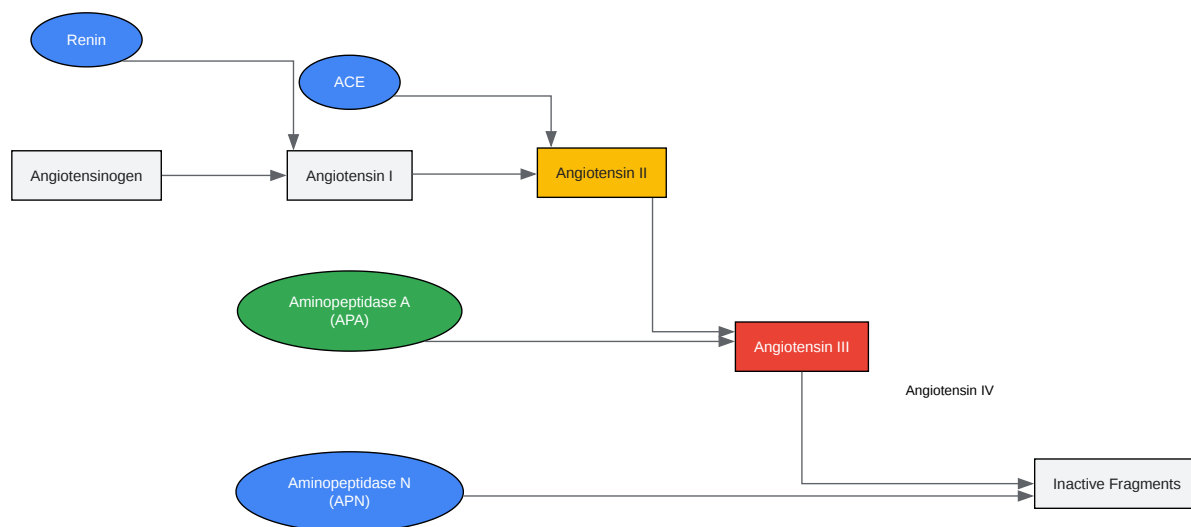 Renin
ACE
Angiotensinogen
Angiotensin I
Angiotensin II
Aminopeptidase A
(APA)
Angiotensin III
Angiotensin IV
Aminopeptidase N
(APN)
Inactive Fragments